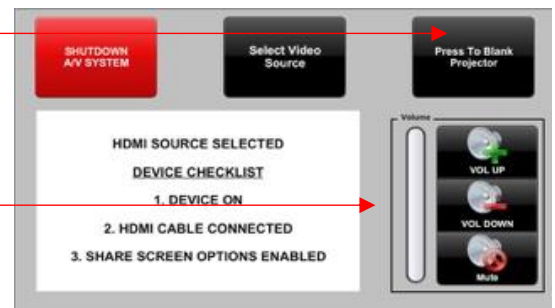 SHUTDOWN
A/V SYSTEM
Select Video
Source
Press To Blank
Projector
HDMI SOURCE SELECTED
DEVICE CHECKLIST
1. DEVICE ON
2. HDMI CABLE CONNECTED
3. SHARE SCREEN OPTIONS ENABLED
Volume
VOL UP
VOL DOWN
Mute